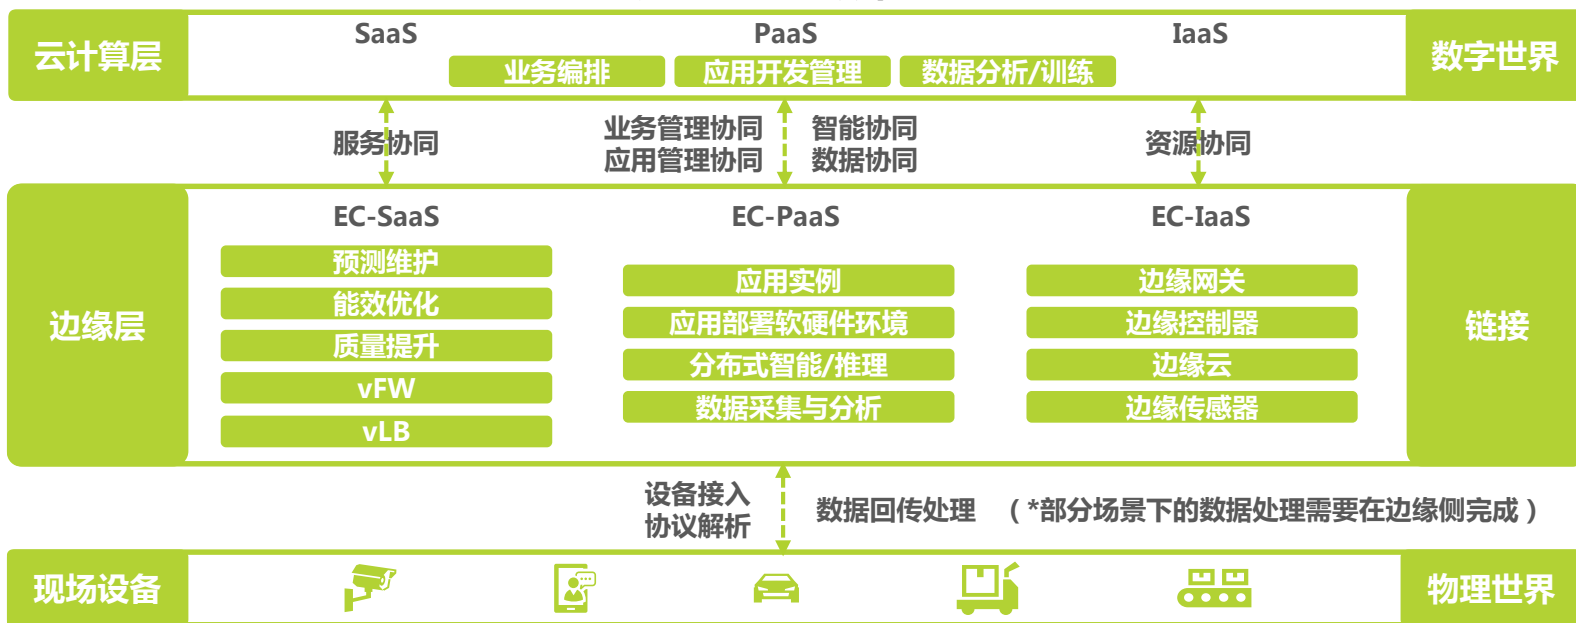 云计算层
SaaS
PaaS
IaaS
业务编排
应用开发管理
数据分析/训练
数字世界
服务协同
业务管理协同
应用管理协同
智能协同
数据协同
资源协同
边缘层
EC-SaaS
预测维护
能效优化
质量提升
vFW
vLB
EC-PaaS
应用实例
应用部署软硬件环境
分布式智能/推理
数据采集与分析
EC-IaaS
边缘网关
边缘控制器
边缘云
边缘传感器
链接
设备接入
协议解析
数据回传处理 (*部分场景下的数据处理需要在边缘侧完成)
现场设备
物理世界